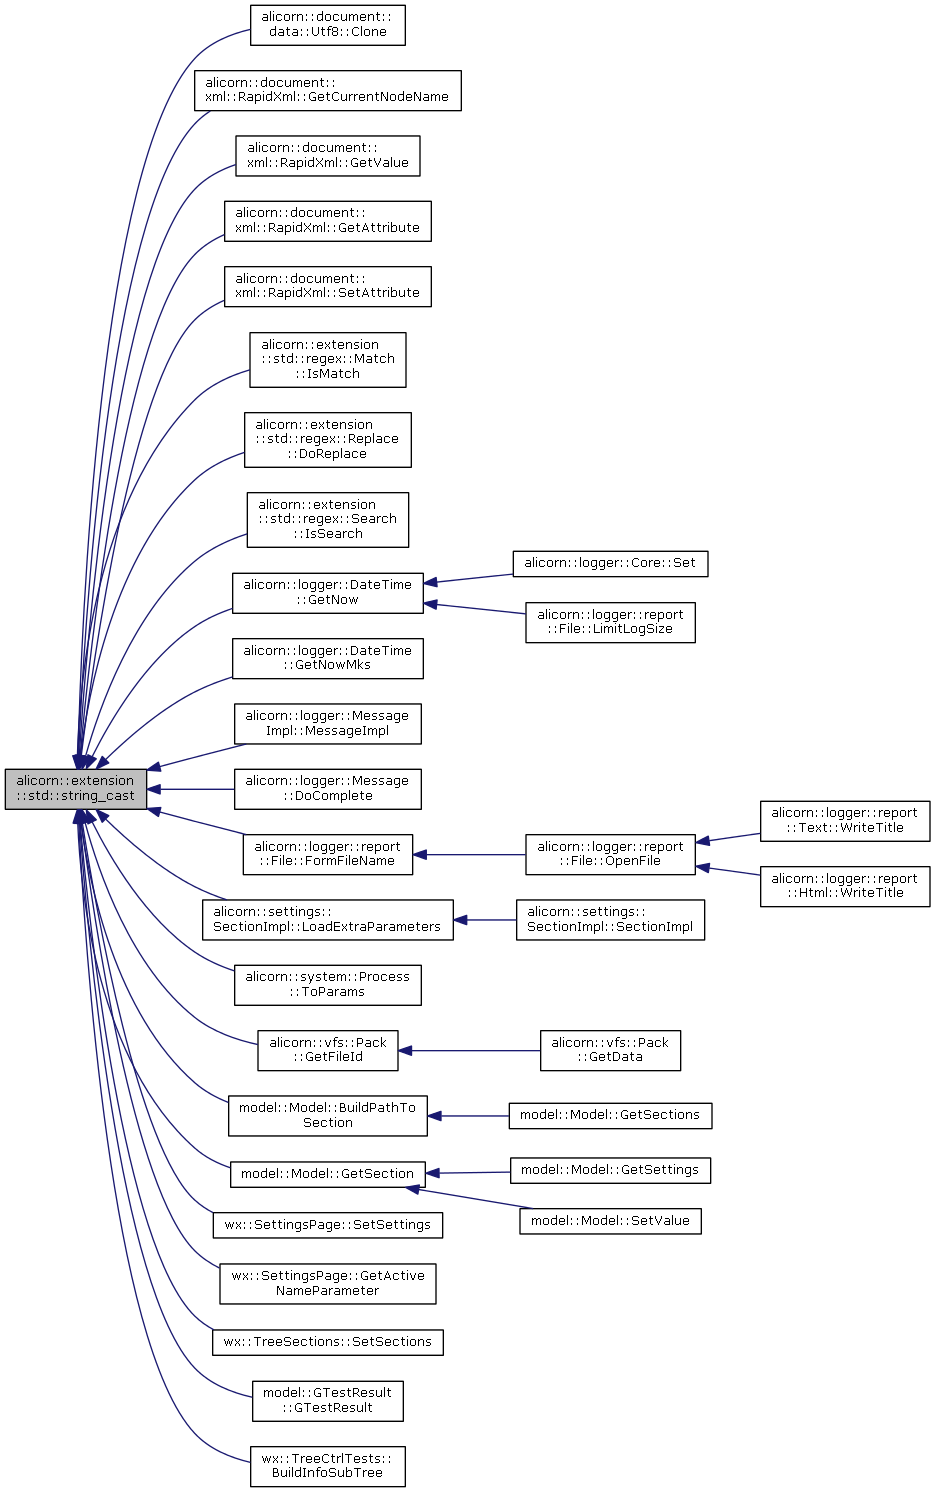 alicorn::document::
data::Utf8::Clone
alicorn::document::
xml::RapidXml::GetCurrentNodeName
alicorn::document::
xml::RapidXml::GetValue
alicorn::document::
xml::RapidXml::GetAttribute
alicorn::document::
xml::RapidXml::SetAttribute
alicorn::extension
::std::regex::Match
::IsMatch
alicorn::extension
::std::regex::Replace
::DoReplace
alicorn::extension
::std::regex::Search
::IsSearch
alicorn::logger::Core::Set
alicorn::logger::DateTime
::GetNow
alicorn::logger::report
::File::LimitLogSize
alicorn::logger::DateTime
::GetNowMks
alicorn::logger::Message
Impl::MessageImpl
alicorn::extension
::std::string_cast
alicorn::logger::Message
::DoComplete
alicorn::logger::report
::File::FormFileName
alicorn::logger::report
::File::OpenFile
alicorn::logger::report
::Text::WriteTitle
alicorn::logger::report
::Html::WriteTitle
alicorn::settings::
SectionImpl::LoadExtraParameters
alicorn::settings::
SectionImpl::SectionImpl
alicorn::system::Process
::ToParams
alicorn::vfs::Pack
::GetFileId
alicorn::vfs::Pack
::GetData
model::Model::BuildPathTo
Section
model::Model::GetSections
model::Model::GetSection
model::Model::GetSettings
model::Model::SetValue
wx::SettingsPage::SetSettings
wx::SettingsPage::GetActive
NameParameter
wx::TreeSections::SetSections
model::GTestResult
::GTestResult
wx::TreeCtrlTests::
BuildInfoSubTree